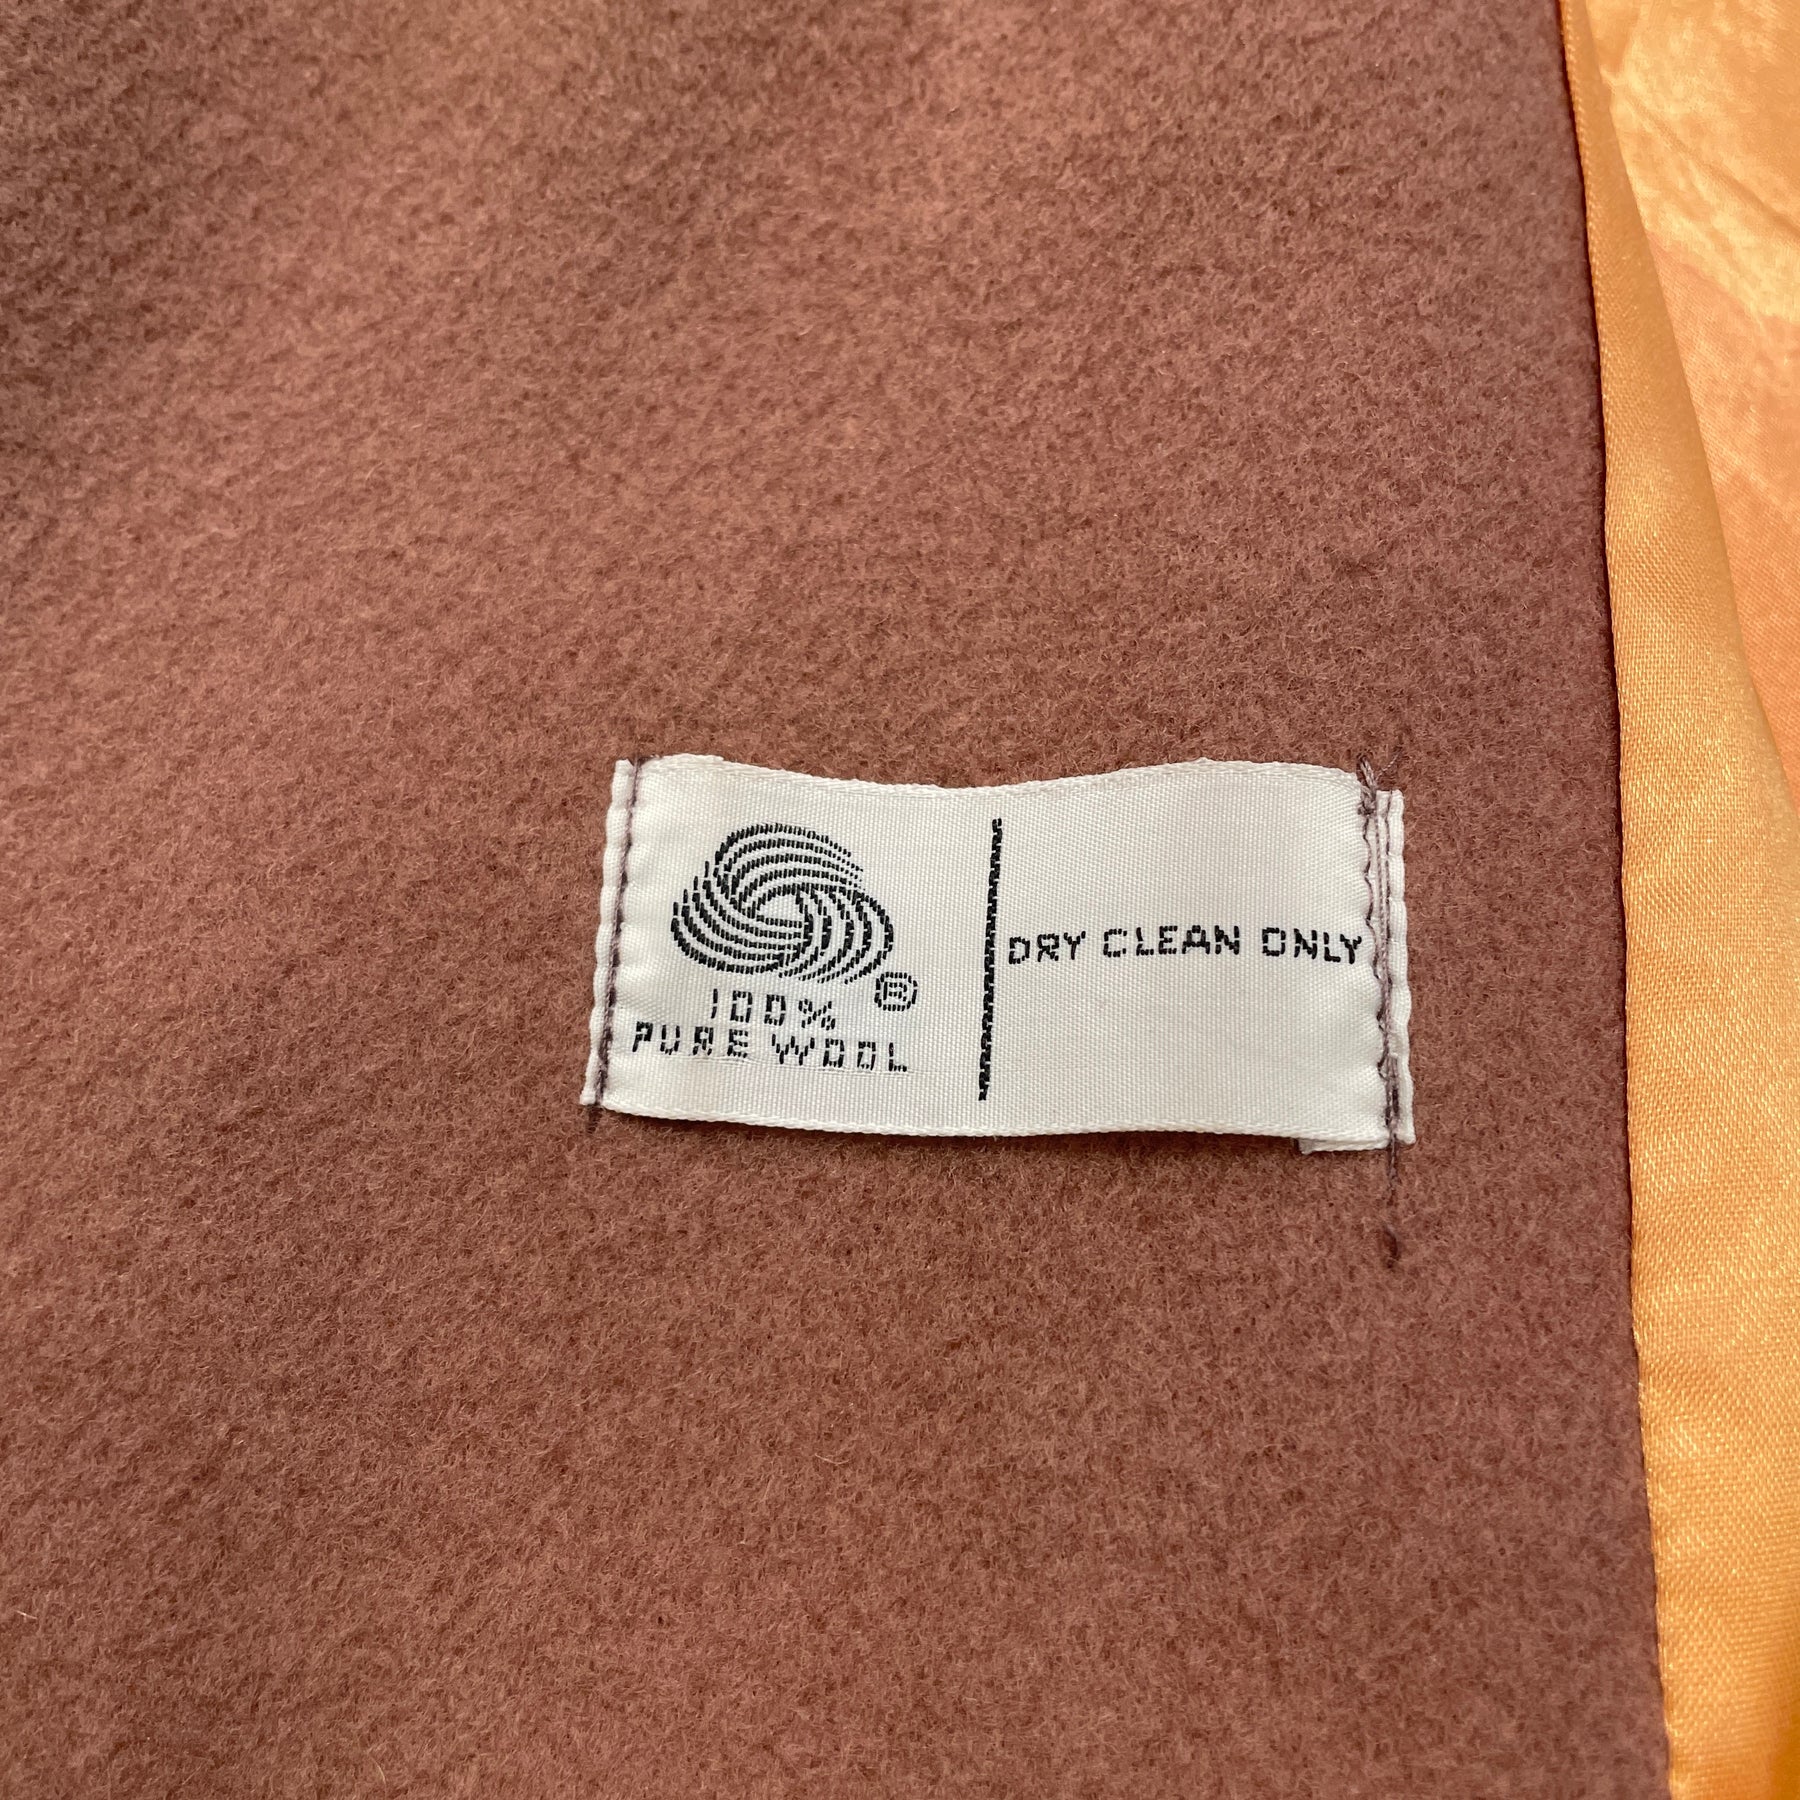 ®
100%
PURE WOOL
DRY CLEAN ONLY